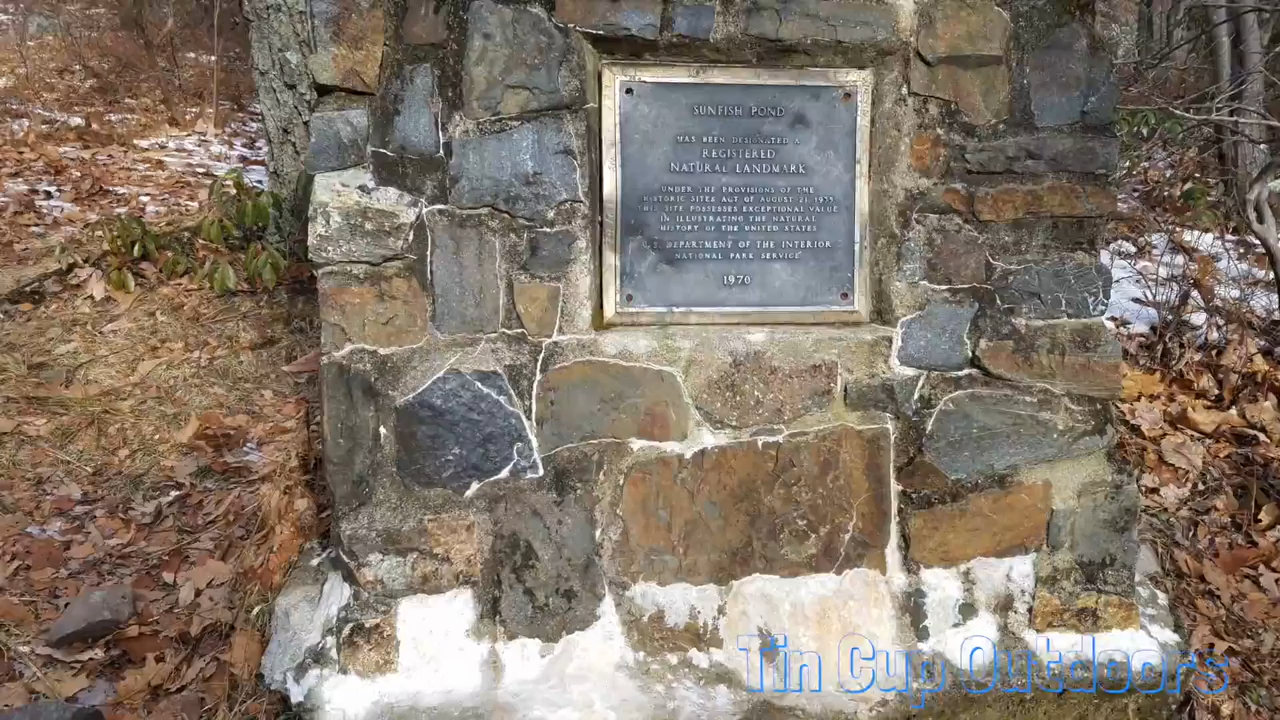 SUNFISH POND
HAS BEEN DESIGNATED A
REGISTERED
NATURAL LANDMARK
UNDER THE PROVISIONS OF THE
HISTORIC SITES ACT OF AUGUST 21, 1935.
THIS SITE POSSESSES EXCEPTIONAL VALUE
IN ILLUSTRATING THE NATURAL
HISTORY OF THE UNITED STATES
U.S. DEPARTMENT OF THE INTERIOR
NATIONAL PARK SERVICE
1970
Tin Cup Outdoors